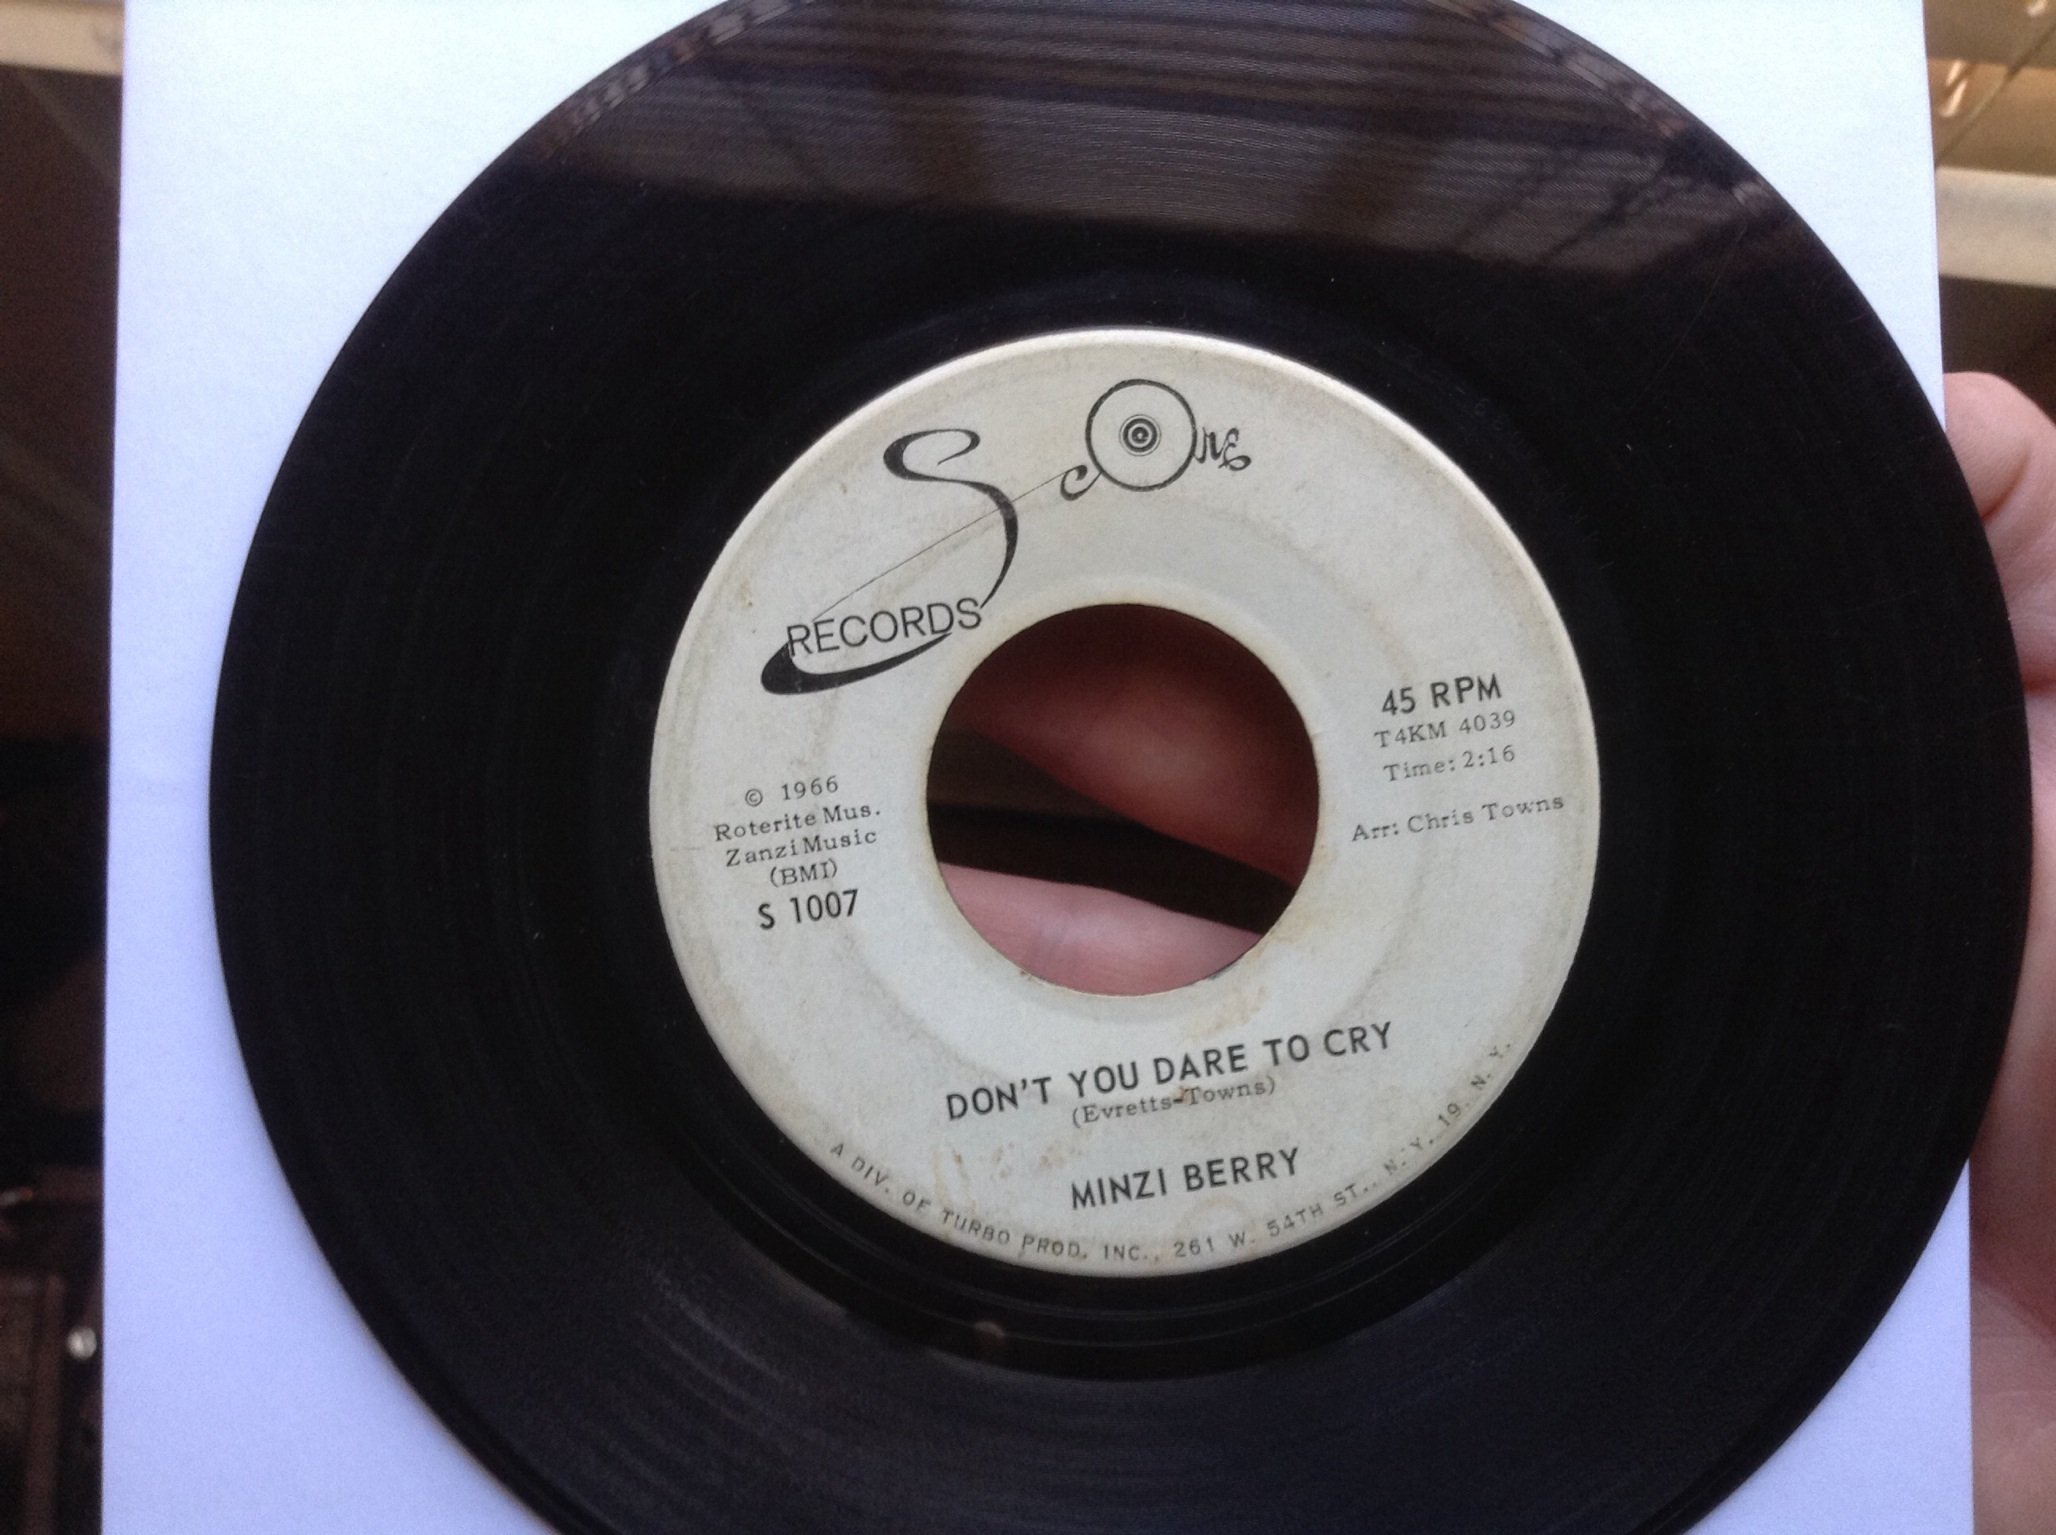 Score
RECORDS
45 RPM
T4KM 4039
Time: 2:16
Arr: Chris Towns
© 1966
Roterite Mus.
Zanzi Music
(BMI)
S 1007
DON'T YOU DARE TO CRY
(Evretts-Towns)
MINZI BERRY
A DIV. OF TURBO PROD. INC., 261 W. 54TH ST., N. Y. 19. N. Y.